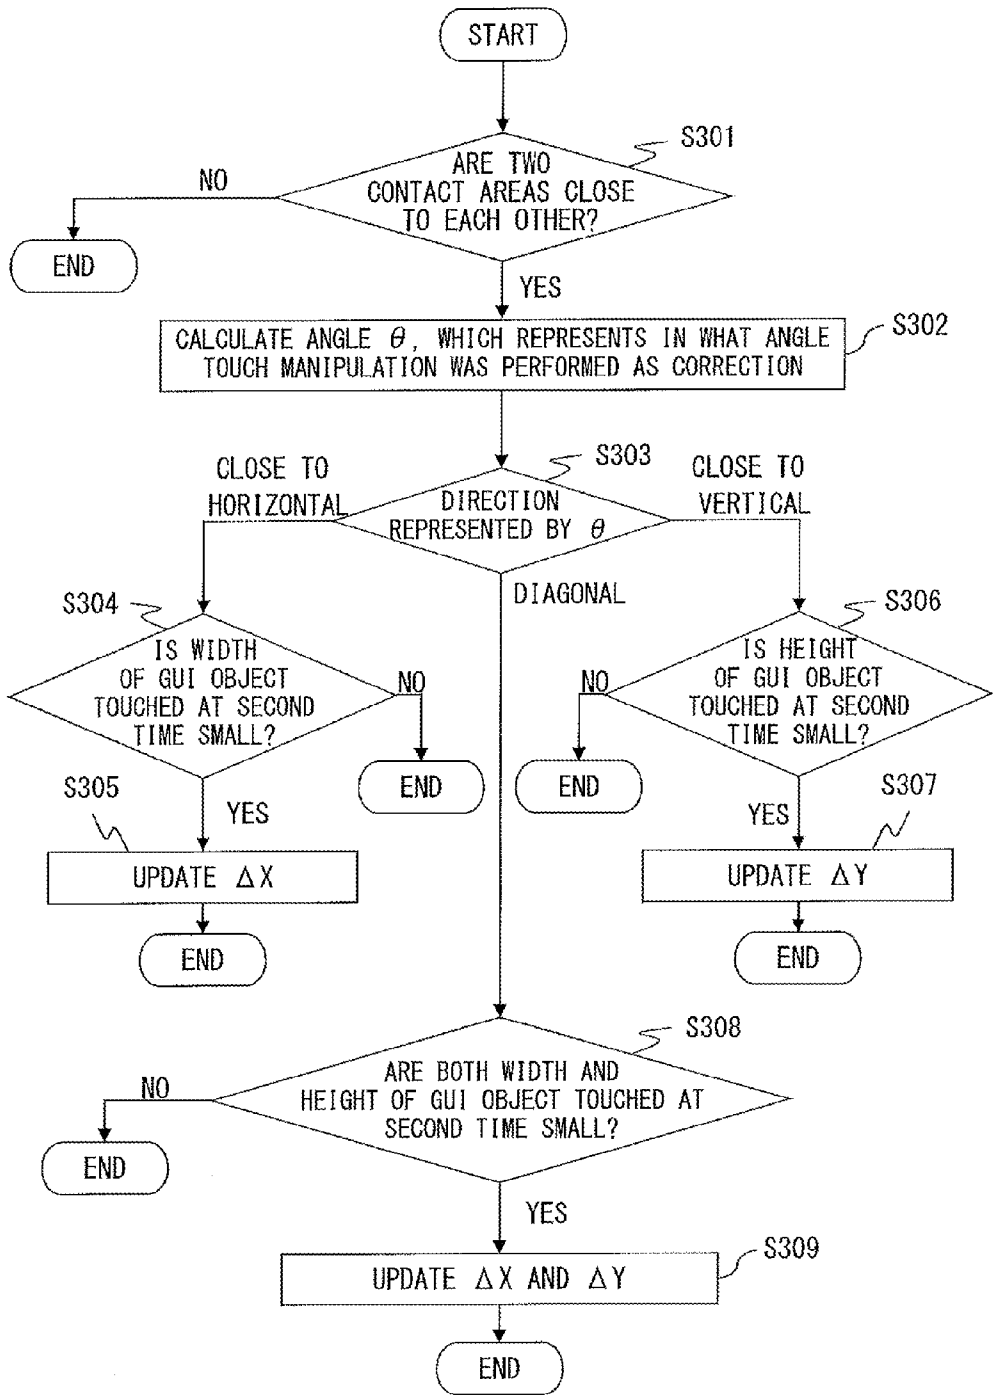 START
S301
ARE TWO
CONTACT AREAS CLOSE
TO EACH OTHER?
NO
END
YES
S302
CALCULATE ANGLE θ, WHICH REPRESENTS IN WHAT ANGLE
TOUCH MANIPULATION WAS PERFORMED AS CORRECTION
S303
CLOSE TO
HORIZONTAL
DIRECTION
REPRESENTED BY θ
CLOSE TO
VERTICAL
DIAGONAL
S304
IS WIDTH
OF GUI OBJECT
TOUCHED AT SECOND
TIME SMALL?
NO
END
S306
IS HEIGHT
OF GUI OBJECT
TOUCHED AT SECOND
TIME SMALL?
NO
END
S305
YES
UPDATE ΔX
END
S307
YES
UPDATE ΔY
END
S308
ARE BOTH WIDTH AND
HEIGHT OF GUI OBJECT TOUCHED AT
SECOND TIME SMALL?
NO
END
YES
S309
UPDATE ΔX AND ΔY
END